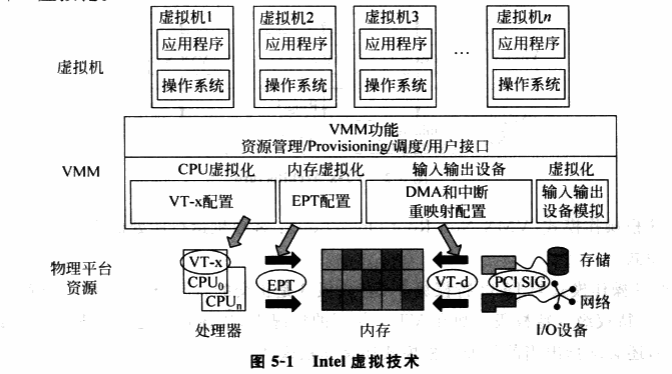 虚拟机1 虚拟机2 虚拟机3 虚拟机n
应用程序 应用程序 应用程序 … 应用程序
虚拟机
操作系统 操作系统 操作系统 操作系统
VMM功能
资源管理/Provisioning/调度/用户接口
VMM
CPU虚拟化 内存虚拟化 输入输出设备 虚拟化
VT-x配置 EPT配置 DMA和中断 重映射配置 输入输出 设备模拟
物理平台
资源
VT-x
CPU0
CPUn
EPT
VT-d
PCI SIG
存储
网络
处理器 内存 I/O设备
图 5-1 Intel 虚拟技术